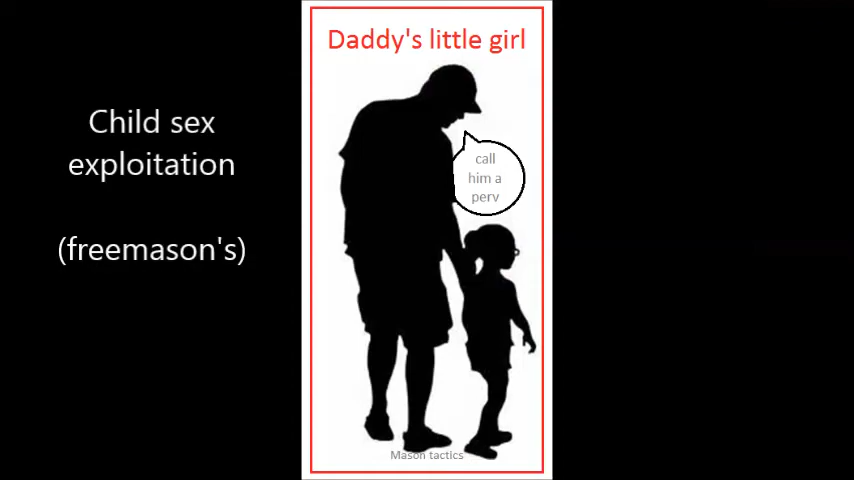 Child sex
exploitation
(freemason's)
Daddy's little girl
call
him a
perv
Mason tactics